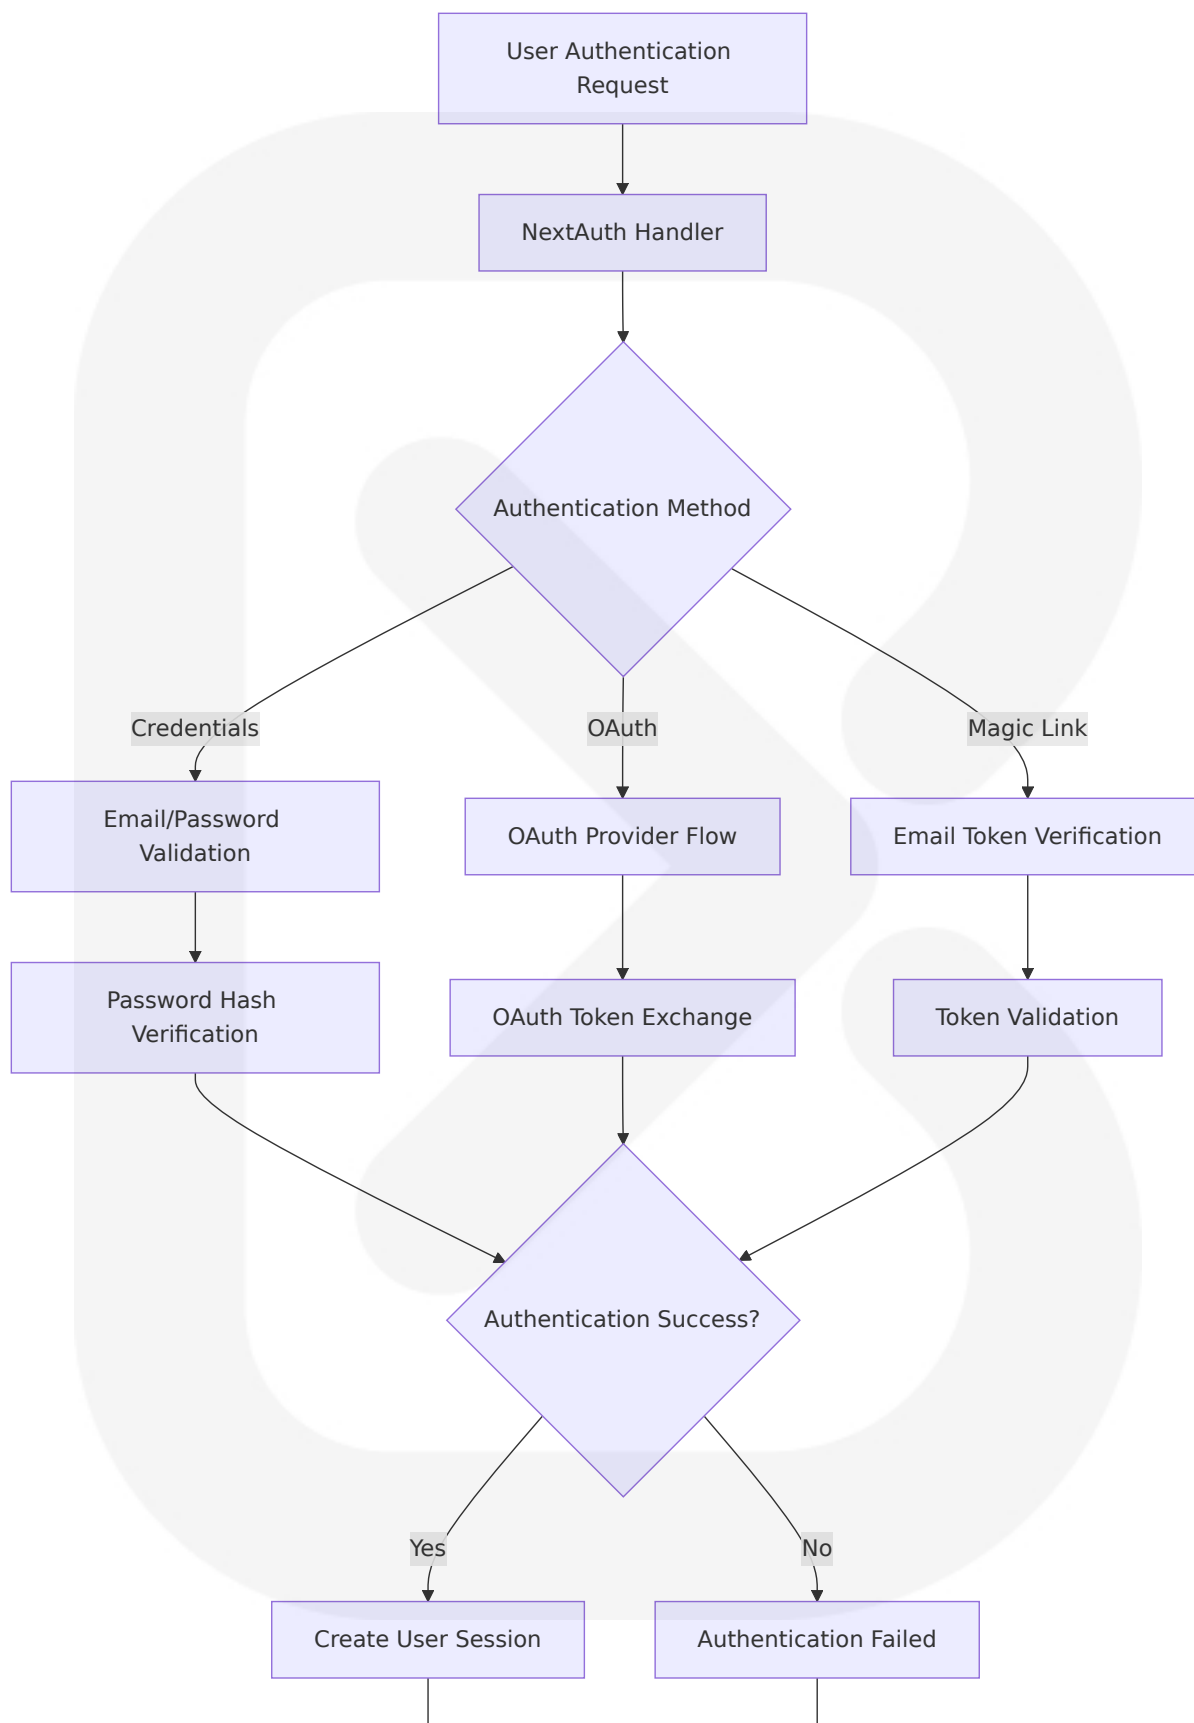 User Authentication
Request
NextAuth Handler
Authentication Method
Credentials
OAuth
Magic Link
Email/Password
Validation
OAuth Provider Flow
Email Token Verification
Password Hash
Verification
OAuth Token Exchange
Token Validation
Authentication Success?
Yes
No
Create User Session
Authentication Failed